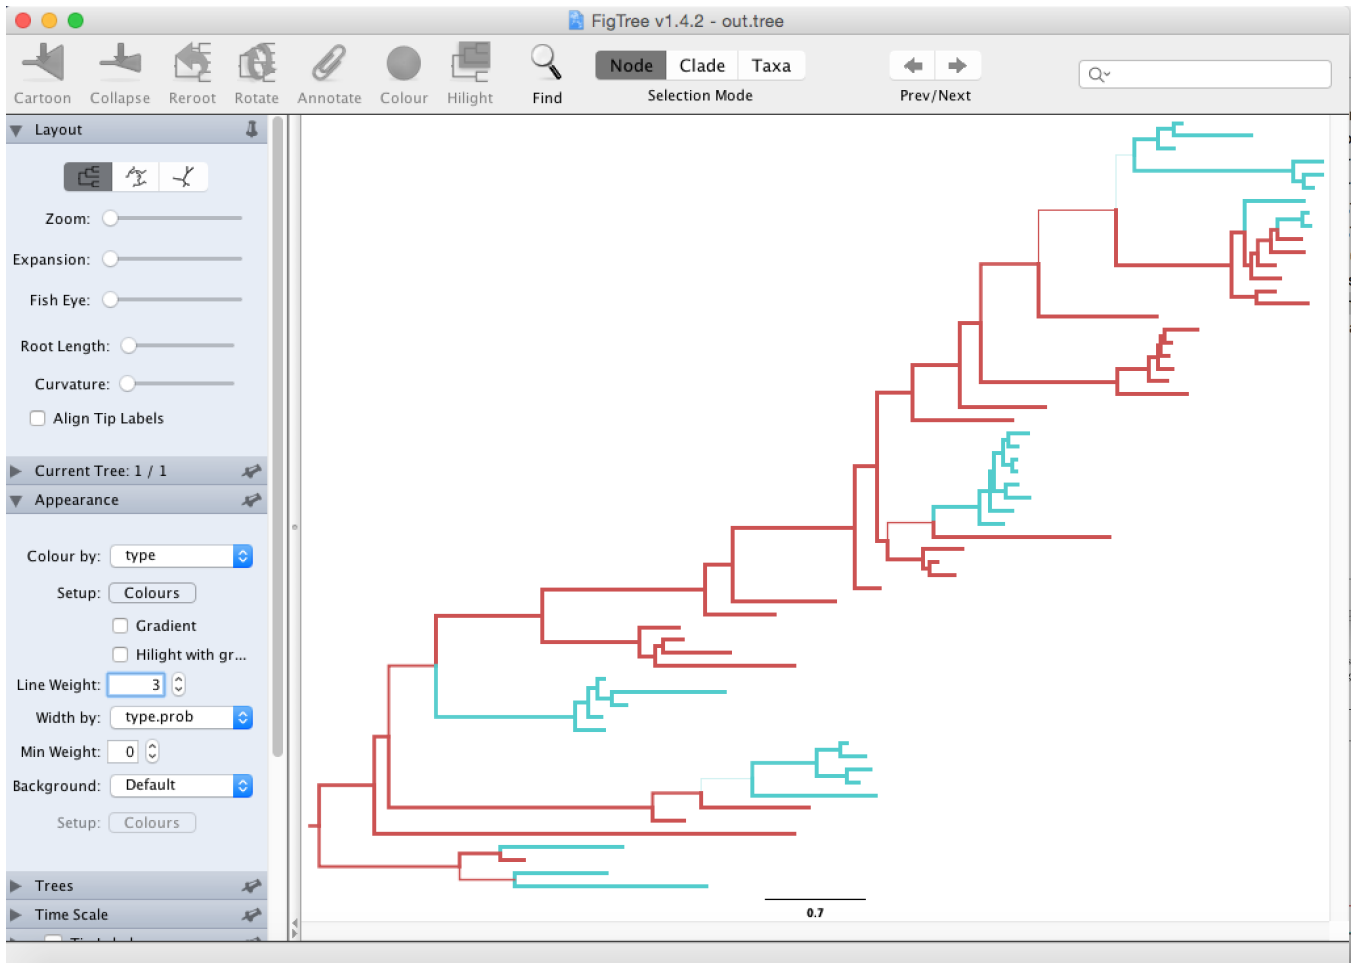 FigTree v1.4.2 - out.tree
Cartoon Collapse Reroot Rotate Annotate Colour Hilight Find
Node Clade Taxa
Selection Mode
Prev/Next
Layout
Zoom:
Expansion:
Fish Eye:
Root Length:
Curvature:
Align Tip Labels
Current Tree: 1 / 1
Appearance
Colour by: type
Setup: Colours
Gradient
Hilight with gr...
Line Weight: 3
Width by: type.prob
Min Weight: 0
Background: Default
Setup: Colours
Trees
Time Scale
0.7